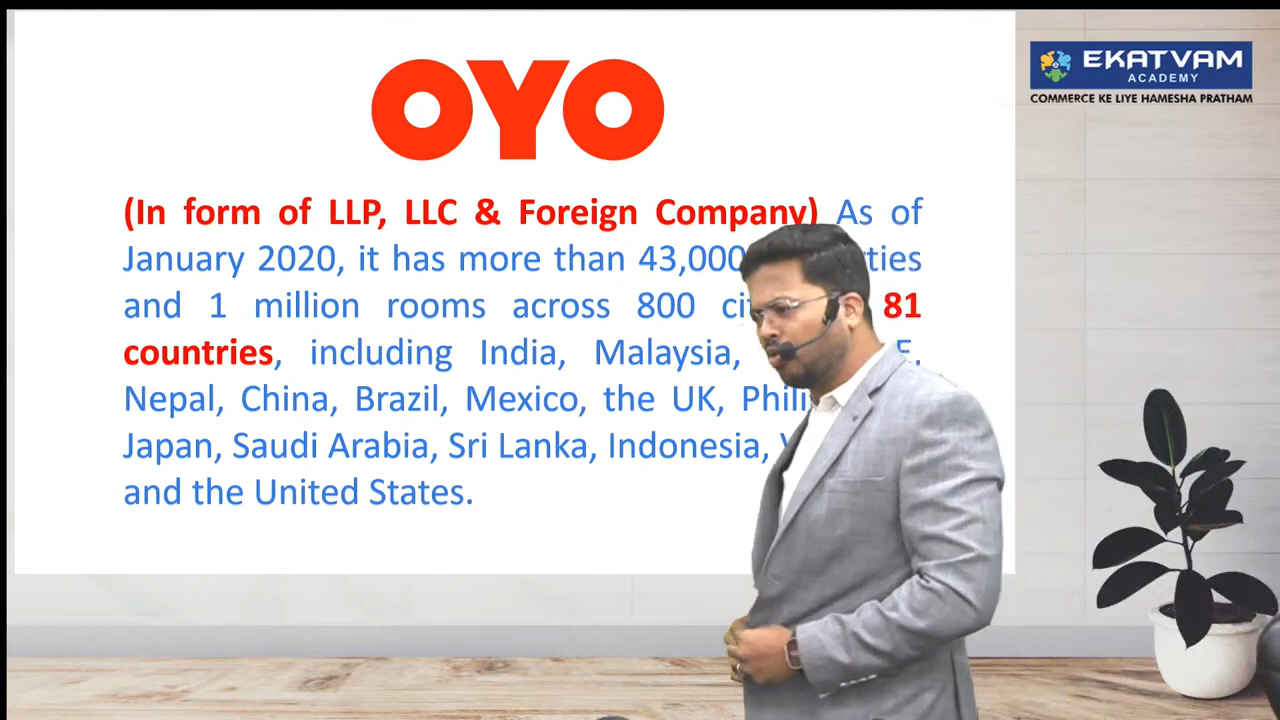 OYO
EKATVAM
ACADEMY
COMMERCE KE LIYE HAMESHA PRATHAM
(In form of LLP, LLC & Foreign Company) As of
January 2020, it has more than 43,000
and 1 million rooms across 800 81
countries, including India, Malaysia,
Nepal, China, Brazil, Mexico, the UK,
Japan, Saudi Arabia, Sri Lanka, Indonesia,
and the United States.